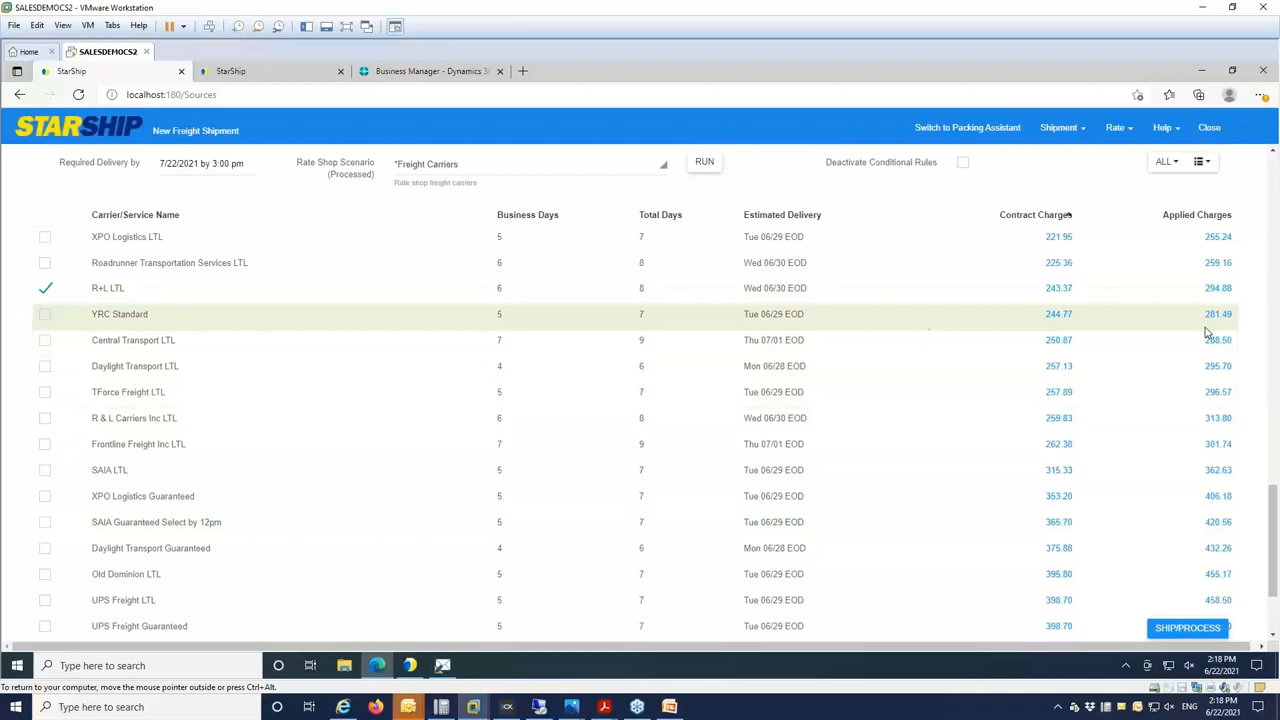 SALESDEMOCS2 - VMware Workstation
File Edit View VM Tabs Help
Home SALESDEMOCS2
StarShip StarShip Business Manager - Dynamics 3
localhost:180/Sources
STARSHIP New Freight Shipment Switch to Packing Assistant Shipment Rate Help Close
Required Delivery by 7/22/2021 by 3:00 pm Rate Shop Scenario (Processed) *Freight Carriers RUN Deactivate Conditional Rules ALL
Rate shop freight carriers
Carrier/Service Name Business Days Total Days Estimated Delivery Contract Charges Applied Charges
XPO Logistics LTL 5 7 Tue 06/29 EOD 221.95 255.24
Roadrunner Transportation Services LTL 6 8 Wed 06/30 EOD 225.36 259.16
R+L LTL 6 8 Wed 06/30 EOD 243.37 294.88
YRC Standard 5 7 Tue 06/29 EOD 244.77 281.49
Central Transport LTL 7 9 Thu 07/01 EOD 250.87 288.50
Daylight Transport LTL 4 6 Mon 06/28 EOD 257.13 295.70
TForce Freight LTL 5 7 Tue 06/29 EOD 257.89 296.57
R & L Carriers Inc LTL 6 8 Wed 06/30 EOD 259.83 313.80
Frontline Freight Inc LTL 7 9 Thu 07/01 EOD 262.38 301.74
SAIA LTL 5 7 Tue 06/29 EOD 315.33 362.63
XPO Logistics Guaranteed 5 7 Tue 06/29 EOD 353.20 406.18
SAIA Guaranteed Select by 12pm 5 7 Tue 06/29 EOD 365.70 420.56
Daylight Transport Guaranteed 4 6 Mon 06/28 EOD 375.88 432.26
Old Dominion LTL 5 7 Tue 06/29 EOD 395.80 455.17
UPS Freight LTL 5 7 Tue 06/29 EOD 398.70 458.50
UPS Freight Guaranteed 5 7 Tue 06/29 EOD 398.70
SHIP/PROCESS
Type here to search 2:18 PM
6/22/2021
To return to your computer, move the mouse pointer outside or press Ctrl+Alt.
Type here to search ENG 2:18 PM
6/22/2021